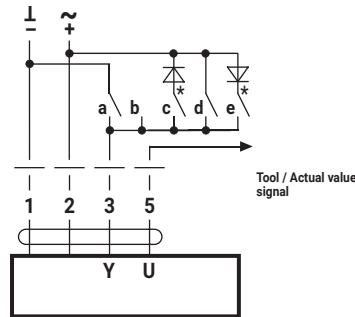 ⊥ ~
– +
a b c * d e *
Tool / Actual value
signal
1 2 3 5
Y U